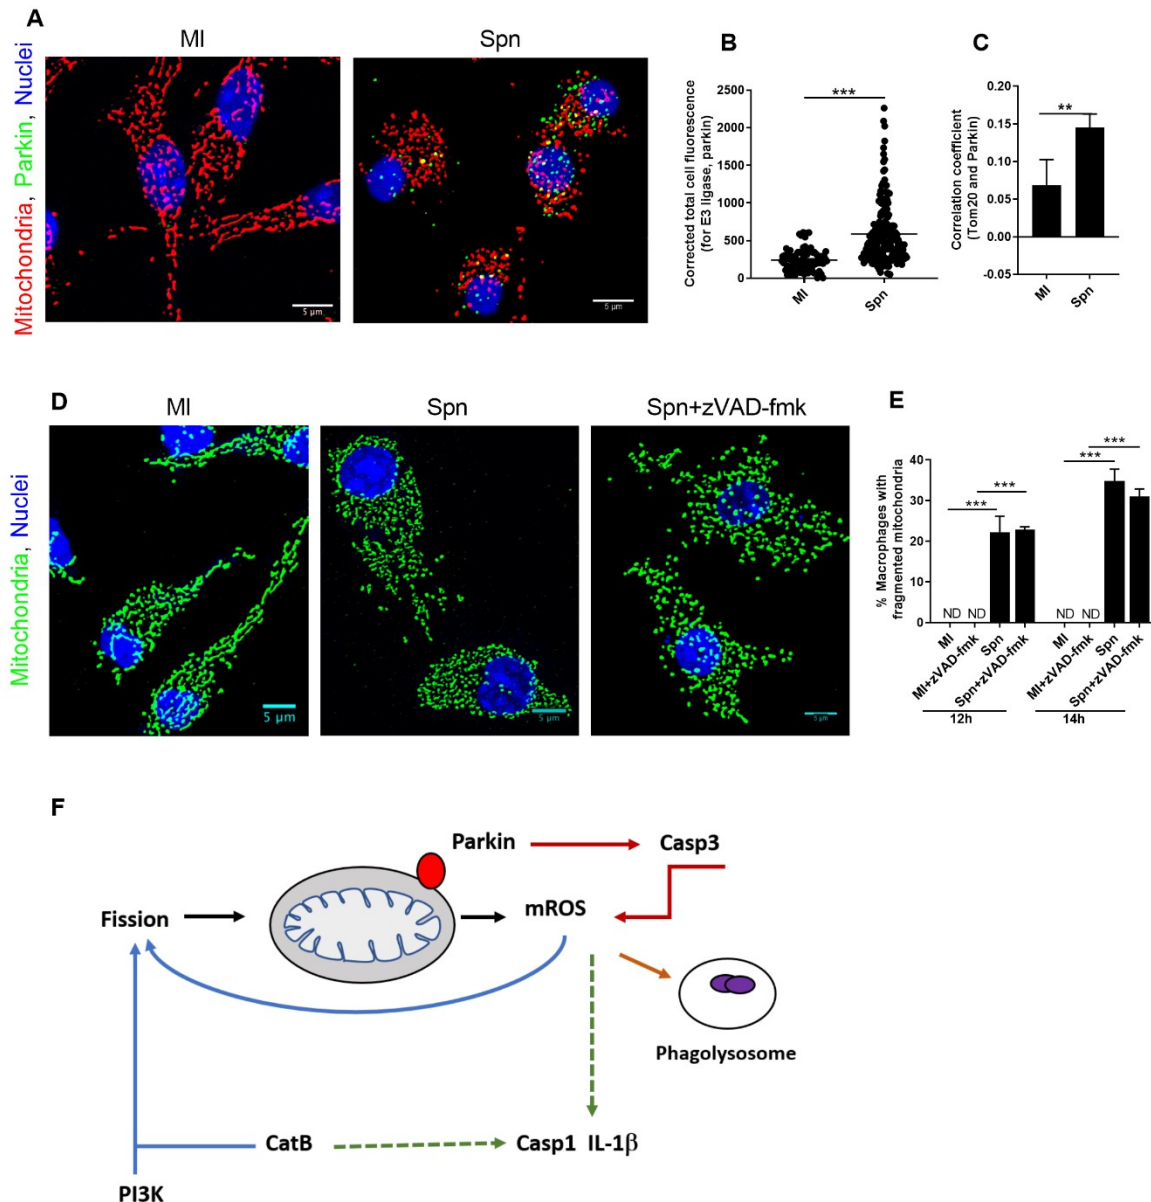 A
MI
Spn
Mitochondria, Parkin, Nuclei
5 µm
5 µm
B
***
Corrected total cell fluorescence
(for E3 ligase, parkin)
2500
2000
1500
1000
500
0
MI
Spn
C
**
Correlation coefficient
(Tom20 and Parkin)
0.15
0.10
0.05
0.00
-0.05
MI
Spn
D
MI
Spn
Spn+zVAD-fmk
Mitochondria, Nuclei
5 µm
5 µm
5 µm
E
***
***
***
***
% Macrophages with
fragmented mitochondria
40
30
20
10
0
ND ND
ND ND
MI
MI+zVAD-fmk
Spn
Spn+zVAD-fmk
MI
MI+zVAD-fmk
Spn
Spn+zVAD-fmk
12h
14h
F
Parkin
Casp3
Fission
mROS
Phagolysosome
CatB
Casp1 IL-1β
PI3K